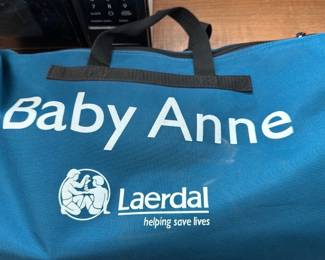 Baby Anne
Laerdal
helping save lives